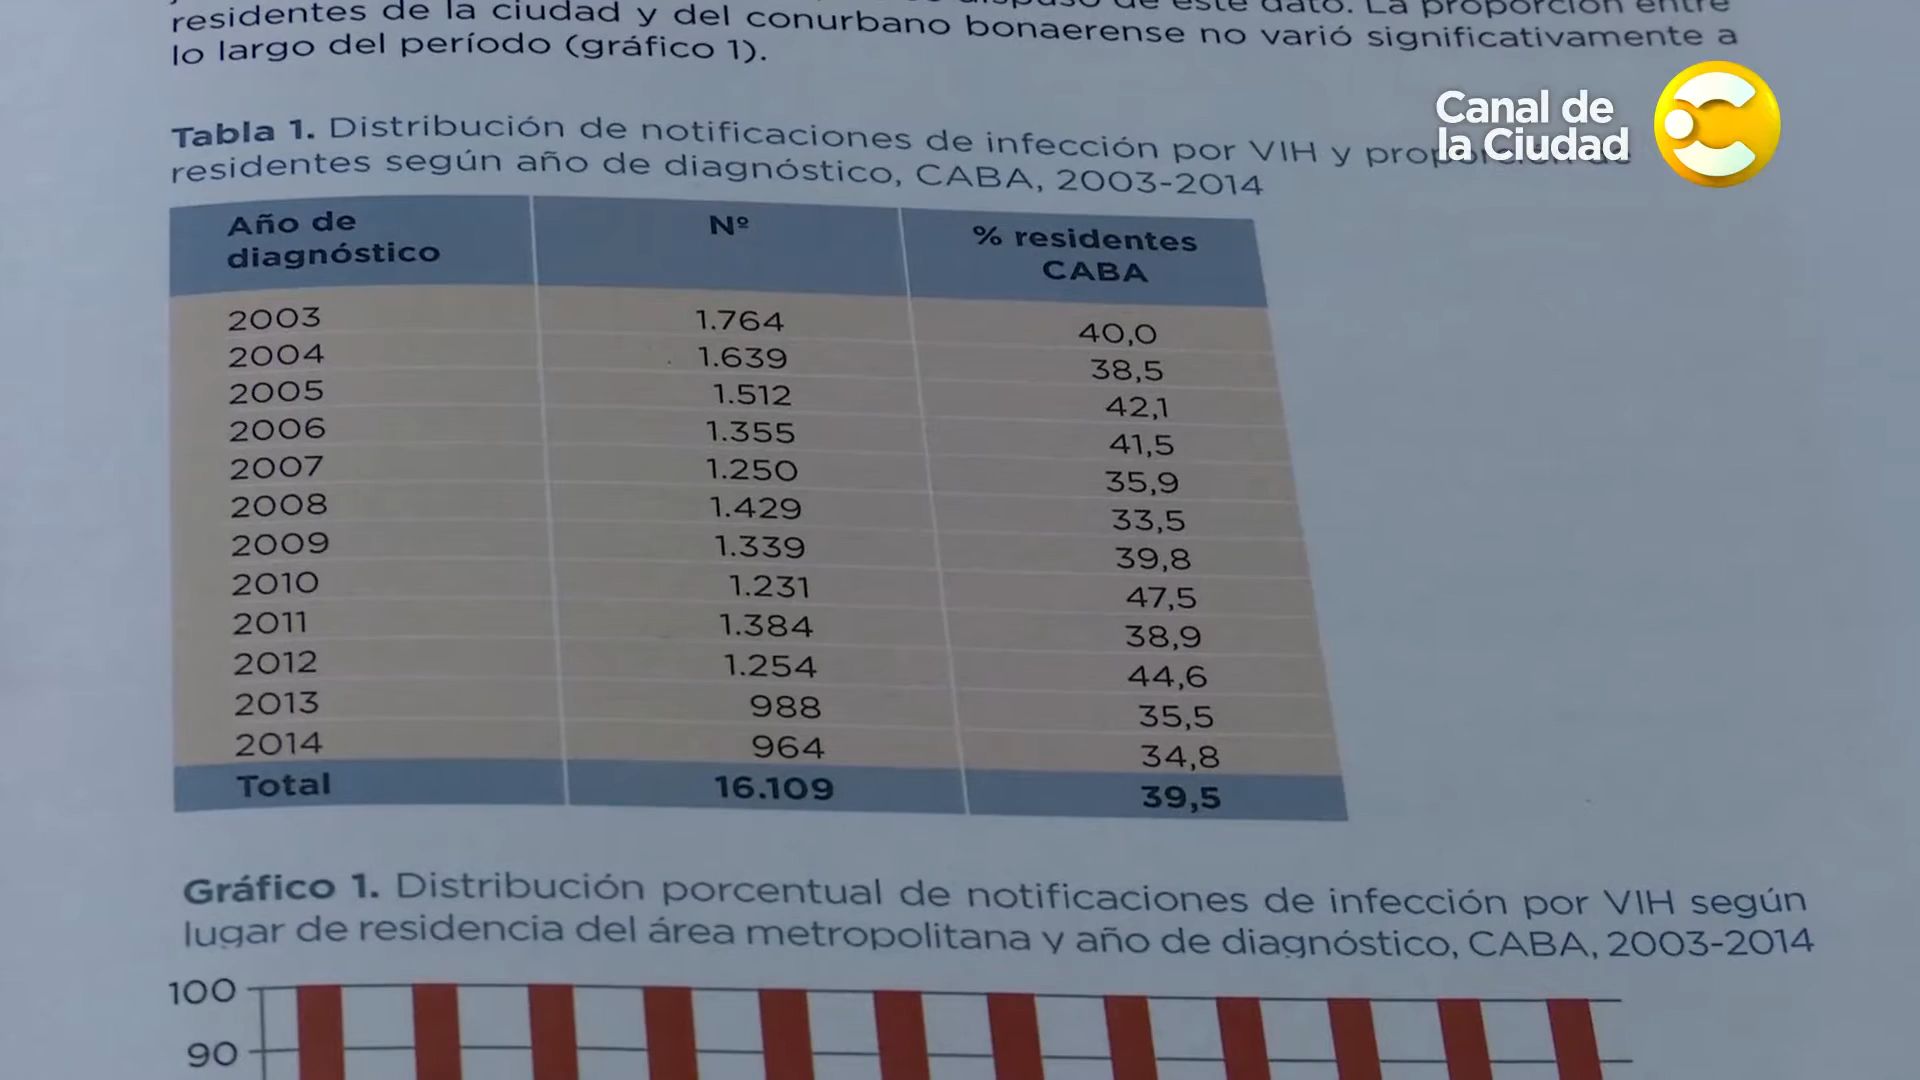 de este dato. La proporción entre
residentes de la ciudad y del conurbano bonaerense no varió significativamente a
lo largo del período (gráfico 1).
Canal de
la Ciudad
Tabla 1. Distribución de notificaciones de infección por VIH y
residentes según año de diagnóstico, CABA, 2003-2014
Año de diagnóstico Nº % residentes CABA
2003 1.764 40,0
2004 1.639 38,5
2005 1.512 42,1
2006 1.355 41,5
2007 1.250 35,9
2008 1.429 33,5
2009 1.339 39,8
2010 1.231 47,5
2011 1.384 38,9
2012 1.254 44,6
2013 988 35,5
2014 964 34,8
Total 16.109 39,5
Gráfico 1. Distribución porcentual de notificaciones de infección por VIH según
lugar de residencia del área metropolitana y año de diagnóstico, CABA, 2003-2014
100
90